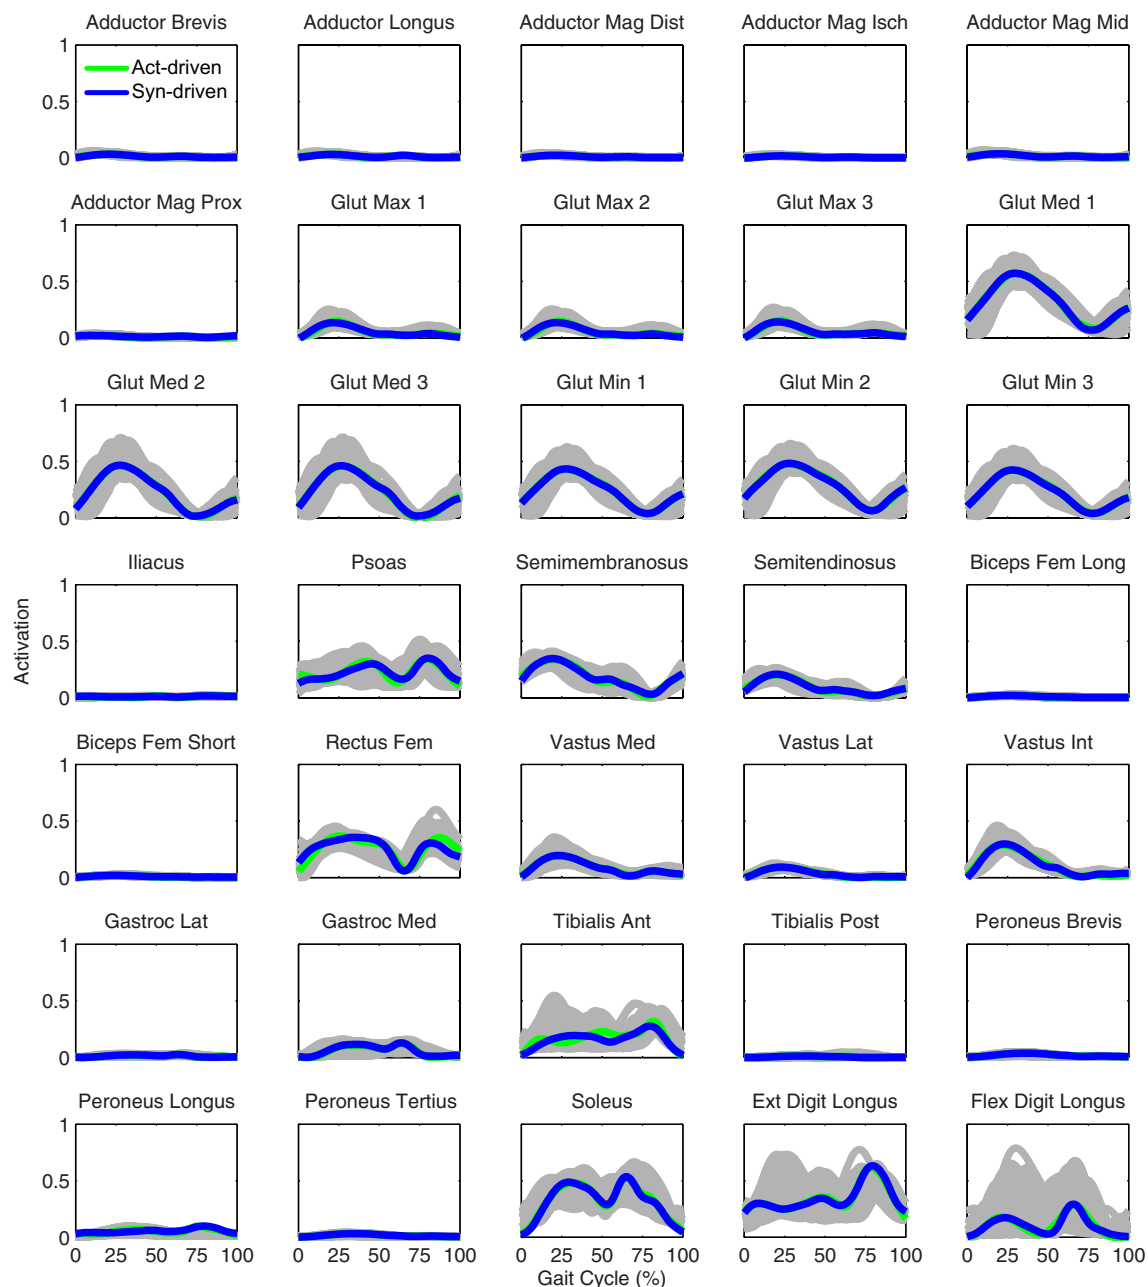 Adductor Brevis Adductor Longus Adductor Mag Dist Adductor Mag Isch Adductor Mag Mid
1
Act-driven
Syn-driven
0.5
0
Adductor Mag Prox Glut Max 1 Glut Max 2 Glut Max 3 Glut Med 1
1
0.5
0
Glut Med 2 Glut Med 3 Glut Min 1 Glut Min 2 Glut Min 3
1
0.5
0
Iliacus Psoas Semimembranosus Semitendinosus Biceps Fem Long
1
0.5
0
Activation
Biceps Fem Short Rectus Fem Vastus Med Vastus Lat Vastus Int
1
0.5
0
Gastroc Lat Gastroc Med Tibialis Ant Tibialis Post Peroneus Brevis
1
0.5
0
Peroneus Longus Peroneus Tertius Soleus Ext Digit Longus Flex Digit Longus
1
0.5
0
0 25 50 75 100 0 25 50 75 100 0 25 50 75 100 0 25 50 75 100 0 25 50 75 100
Gait Cycle (%)